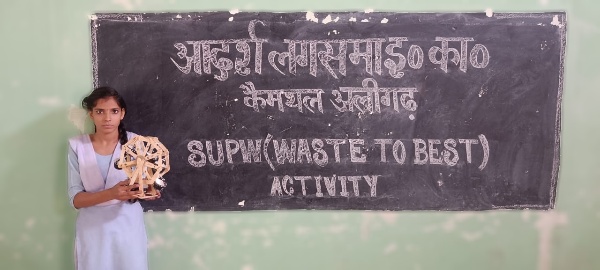 आदर्श लगसमाइ० का०
कैमथल अलीगढ़
SUPW(WASTE TO BEST)
ACTIVITY